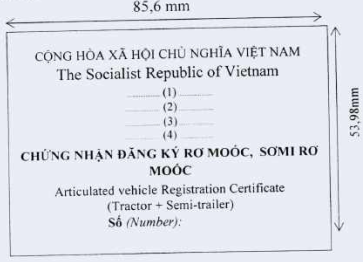 85,6 mm
CỘNG HÒA XÃ HỘI CHỦ NGHĨA VIỆT NAM
The Socialist Republic of Vietnam
.........(1) .........
.........(2) .........
.........(3) .........
.........(4) .........
CHỨNG NHẬN ĐĂNG KÝ RƠ MOÓC, SƠMI RƠ
MOÓC
Articulated vehicle Registration Certificate
(Tractor + Semi-trailer)
Số (Number):
53,98mm